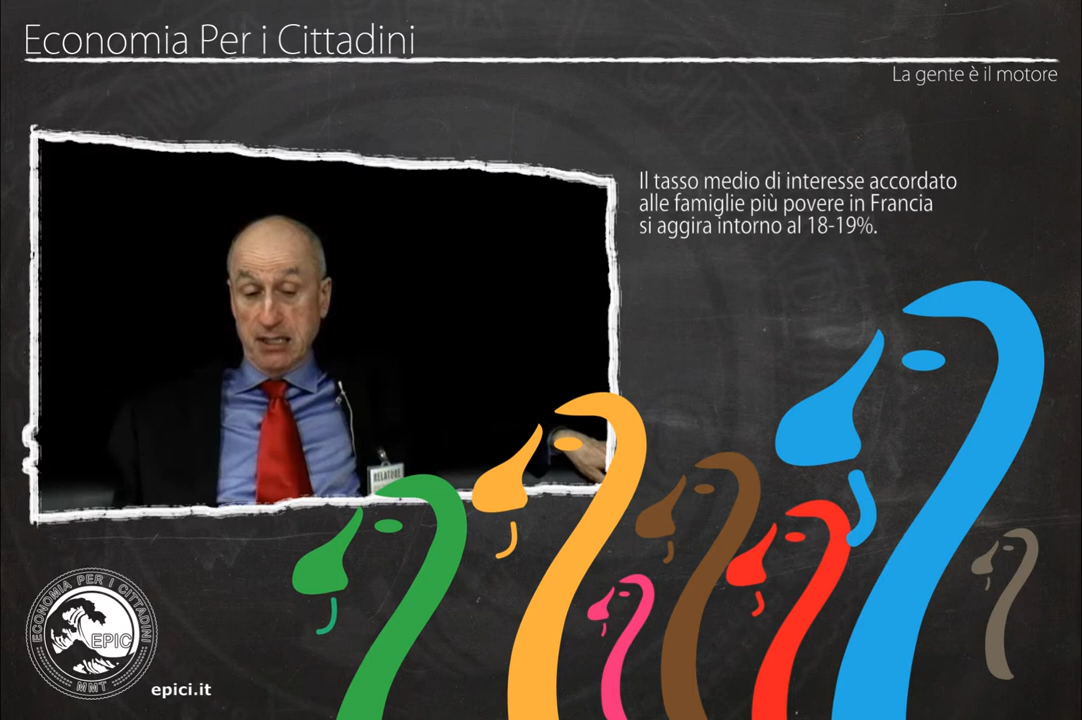 Economia Per i Cittadini
La gente è il motore
Il tasso medio di interesse accordato
alle famiglie più povere in Francia
si aggira intorno al 18-19%.
RELATORE
ECONOMIA PER I CITTADINI
EPIC
MMT
epici.it